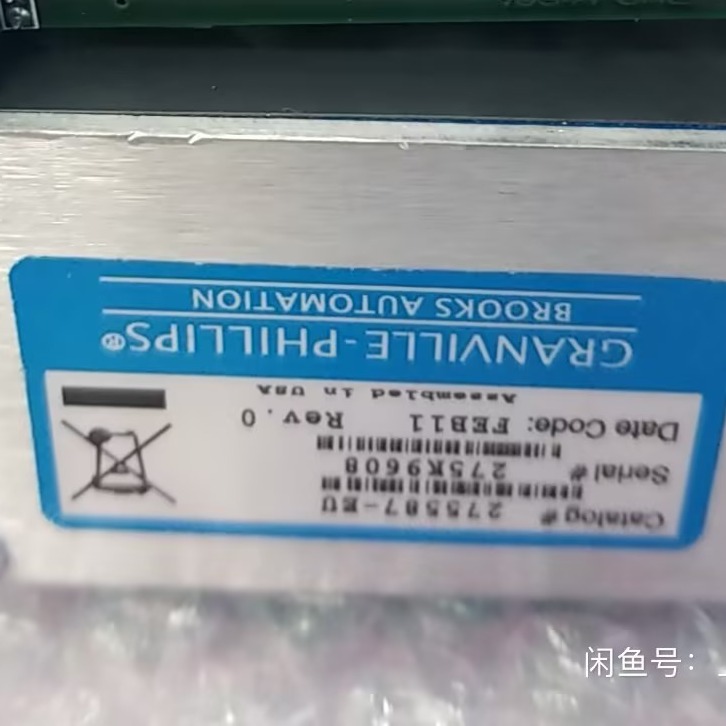 Catalog # 275587-EU
Serial # 275K9608
Date Code: FEB11 Rev. 0
Assembled in USA
GRANVILLE-PHILLIPS®
BROOKS AUTOMATION
闲鱼号：